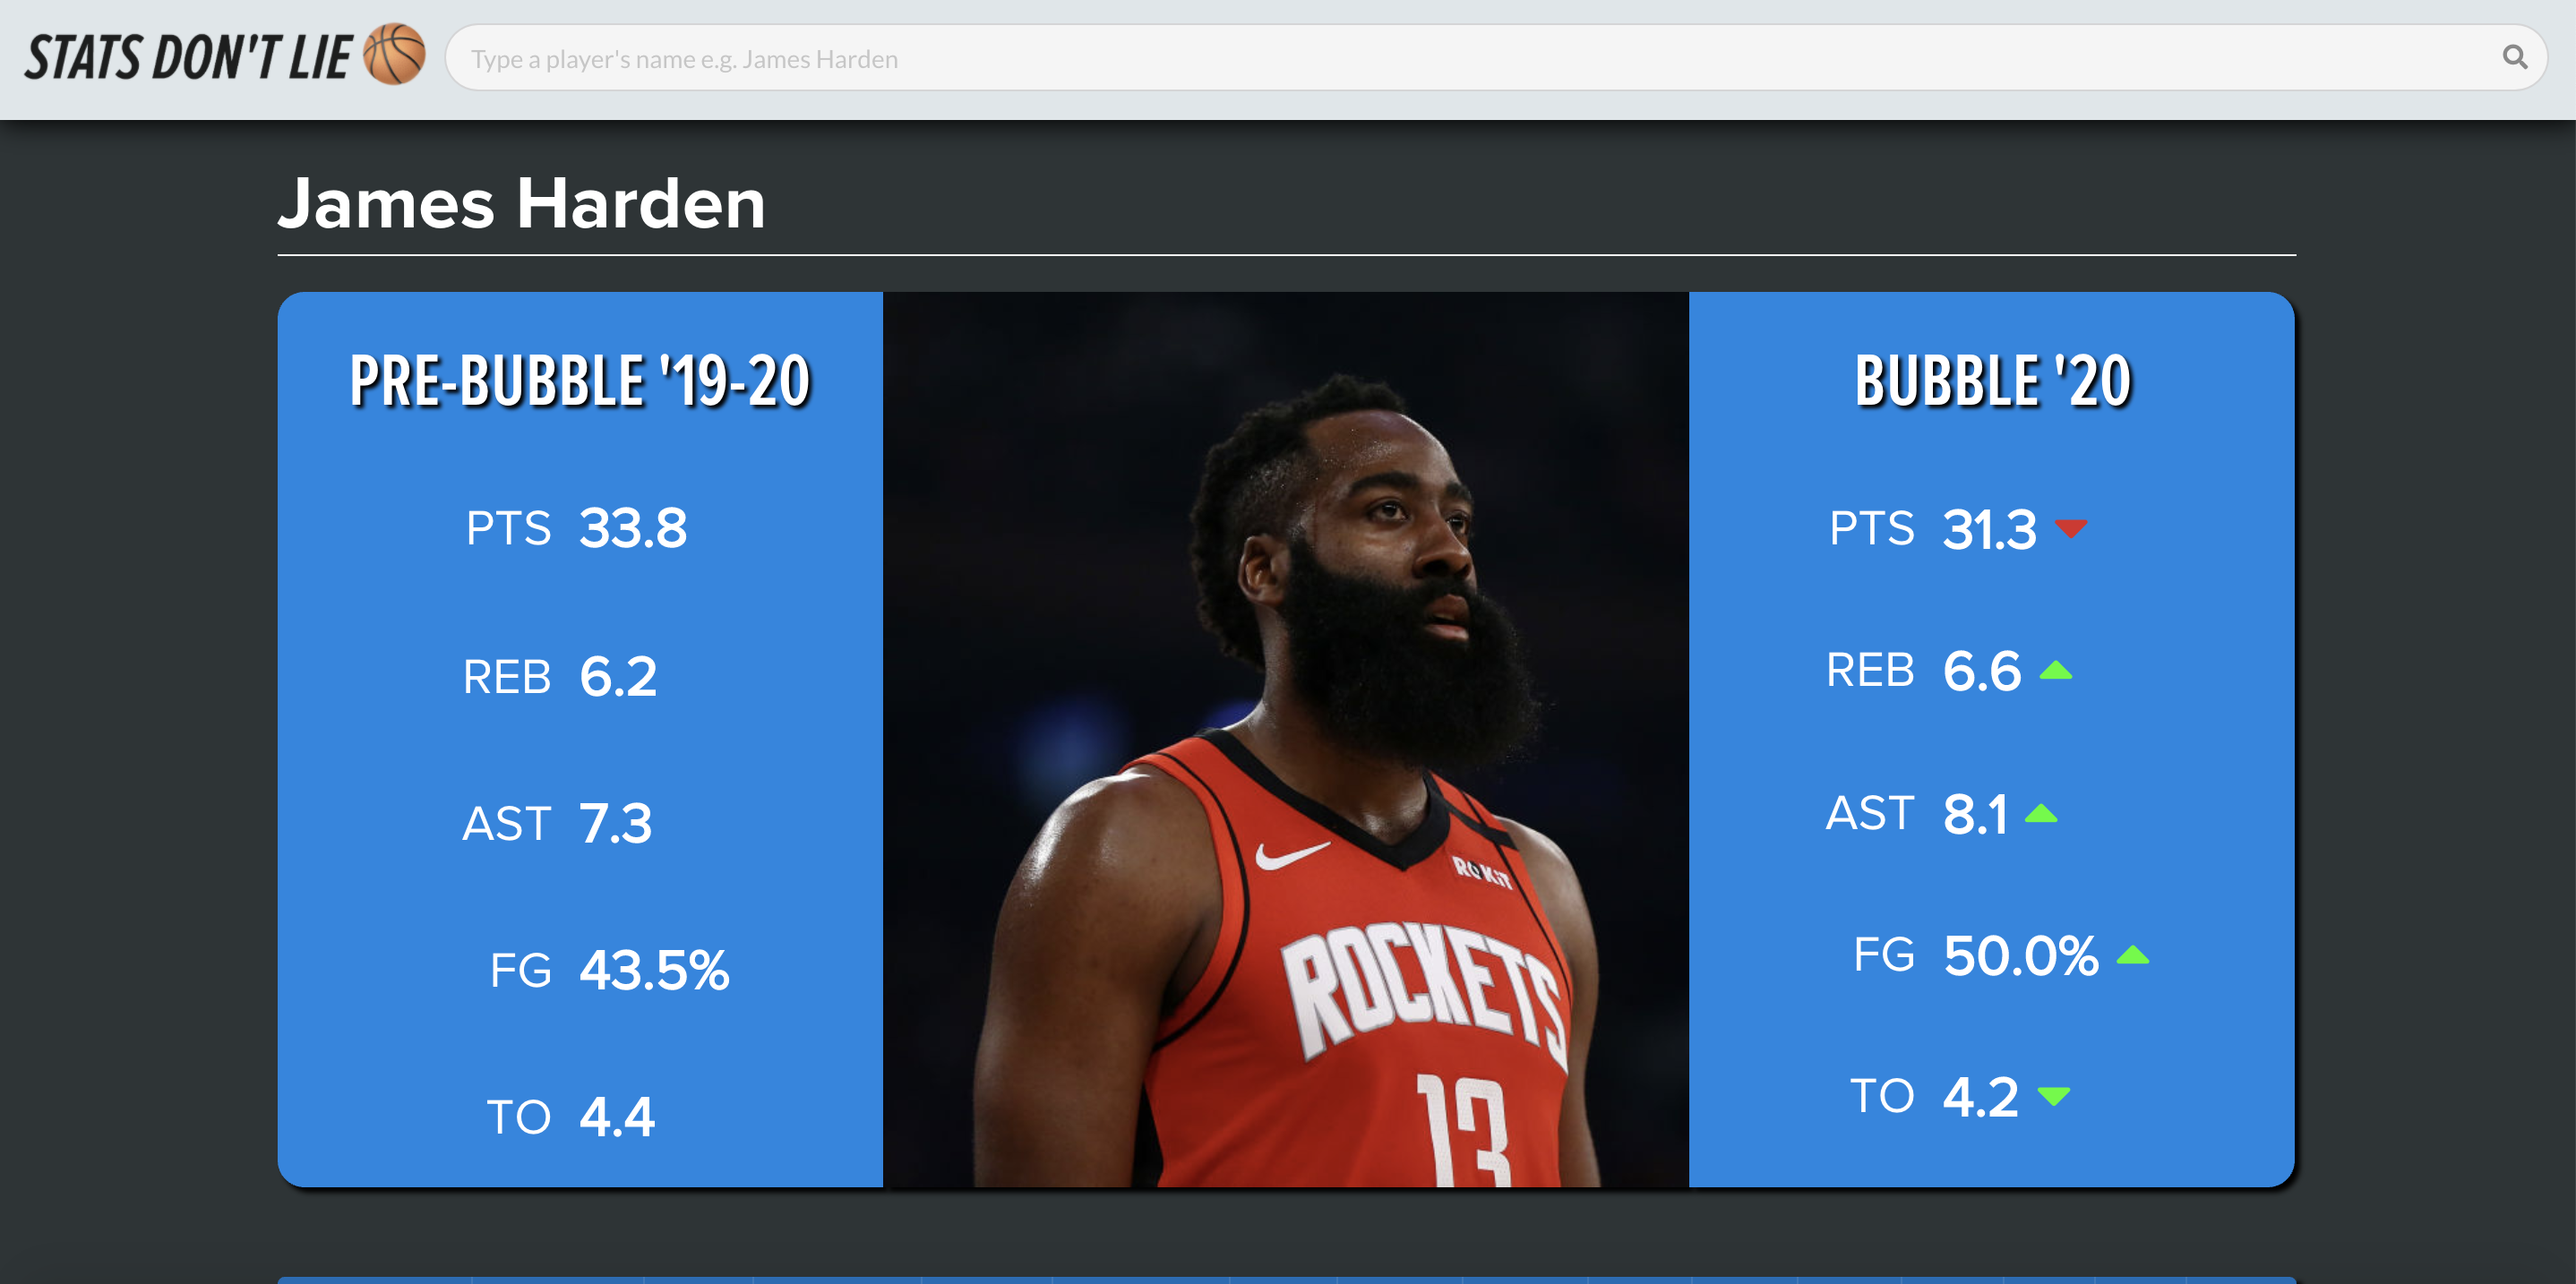 STATS DON'T LIE
Type a player's name e.g. James Harden
James Harden
PRE-BUBBLE '19-20
PTS 33.8
REB 6.2
AST 7.3
FG 43.5%
TO 4.4
ROKiT
ROCKETS
13
BUBBLE '20
PTS 31.3
REB 6.6
AST 8.1
FG 50.0%
TO 4.2